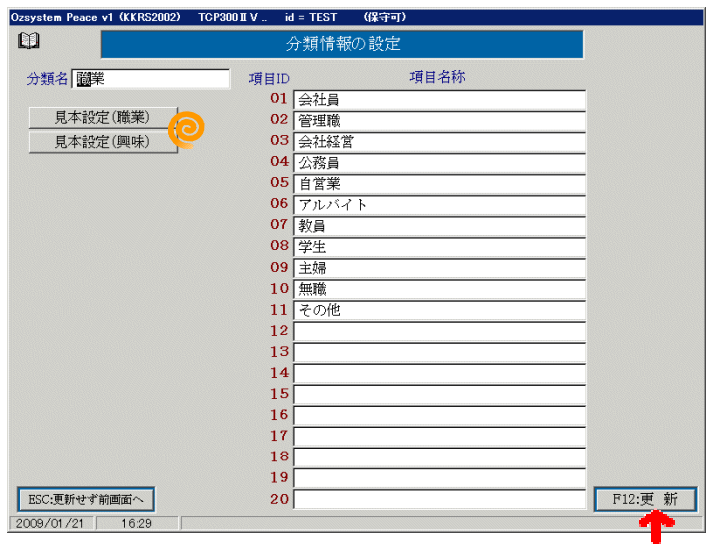 Ozsystem Peace v1 (KKRS2002) TCP300ⅡV .. id = TEST (保守可)
分類情報の設定
分類名 職業
項目ID 項目名称
見本設定(職業)
見本設定(興味)
01 会社員
02 管理職
03 会社経営
04 公務員
05 自営業
06 アルバイト
07 教員
08 学生
09 主婦
10 無職
11 その他
12
13
14
15
16
17
18
19
20
ESC:更新せず前画面へ
F12:更 新
2009/01/21 16:29